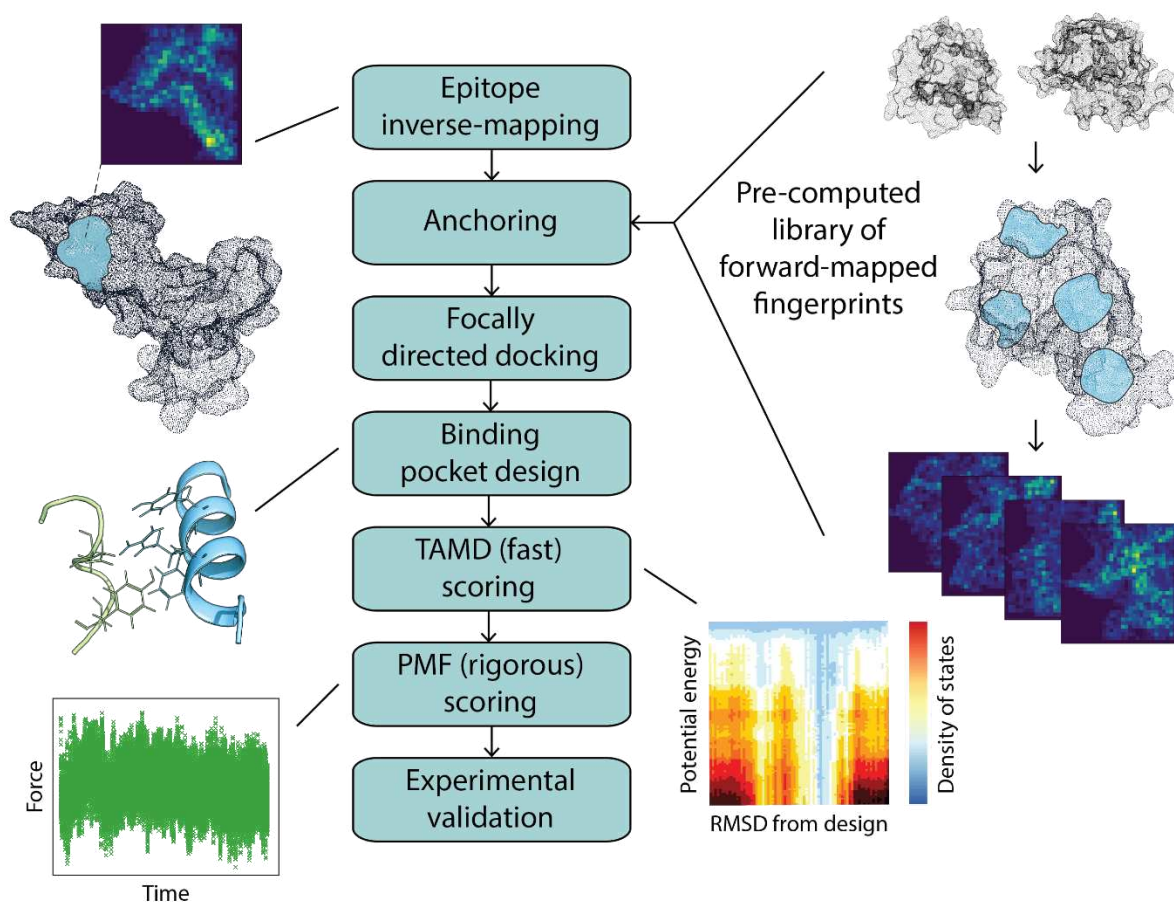 Epitope
inverse-mapping
Anchoring
Focally
directed docking
Binding
pocket design
TAMD (fast)
scoring
PMF (rigorous)
scoring
Experimental
validation
Pre-computed
library of
forward-mapped
fingerprints
Force
Time
Potential energy
RMSD from design
Density of states